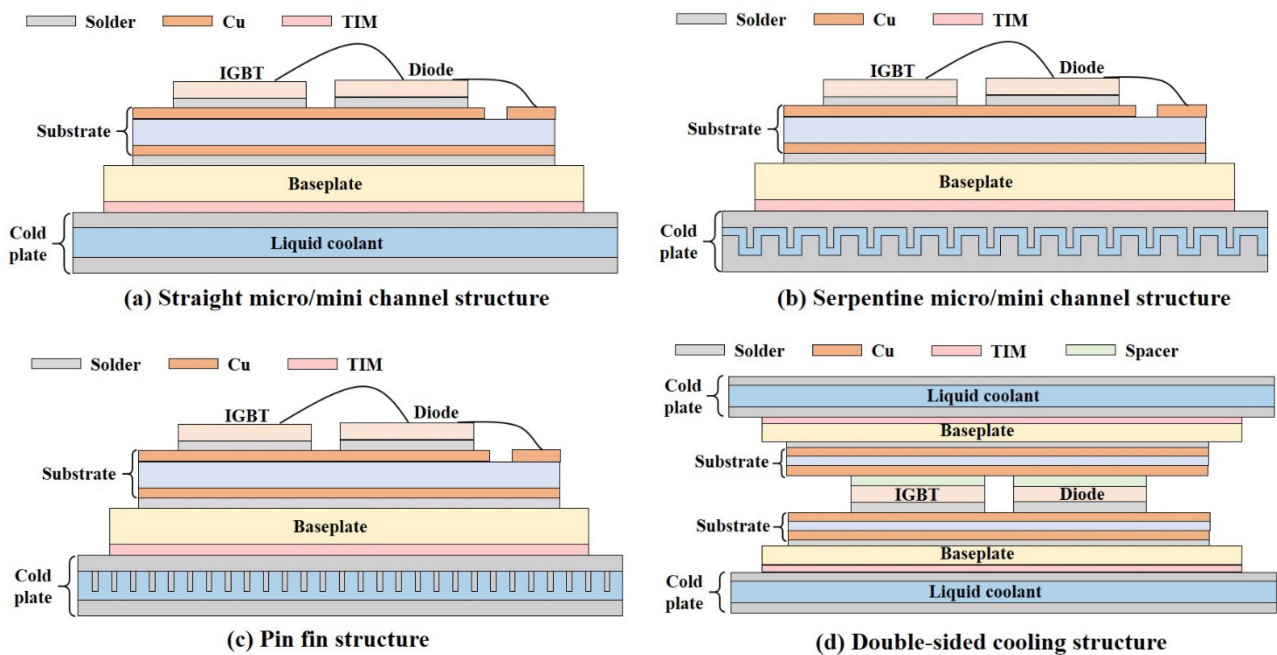 Solder Cu TIM
IGBT
Diode
Substrate
Baseplate
Cold
plate
Liquid coolant
(a) Straight micro/mini channel structure
Solder Cu TIM
IGBT
Diode
Substrate
Baseplate
Cold
plate
(b) Serpentine micro/mini channel structure
Solder Cu TIM
IGBT
Diode
Substrate
Baseplate
Cold
plate
(c) Pin fin structure
Solder Cu TIM Spacer
Cold
plate
Liquid coolant
Baseplate
Substrate
IGBT Diode
Substrate
Baseplate
Cold
plate
Liquid coolant
(d) Double-sided cooling structure